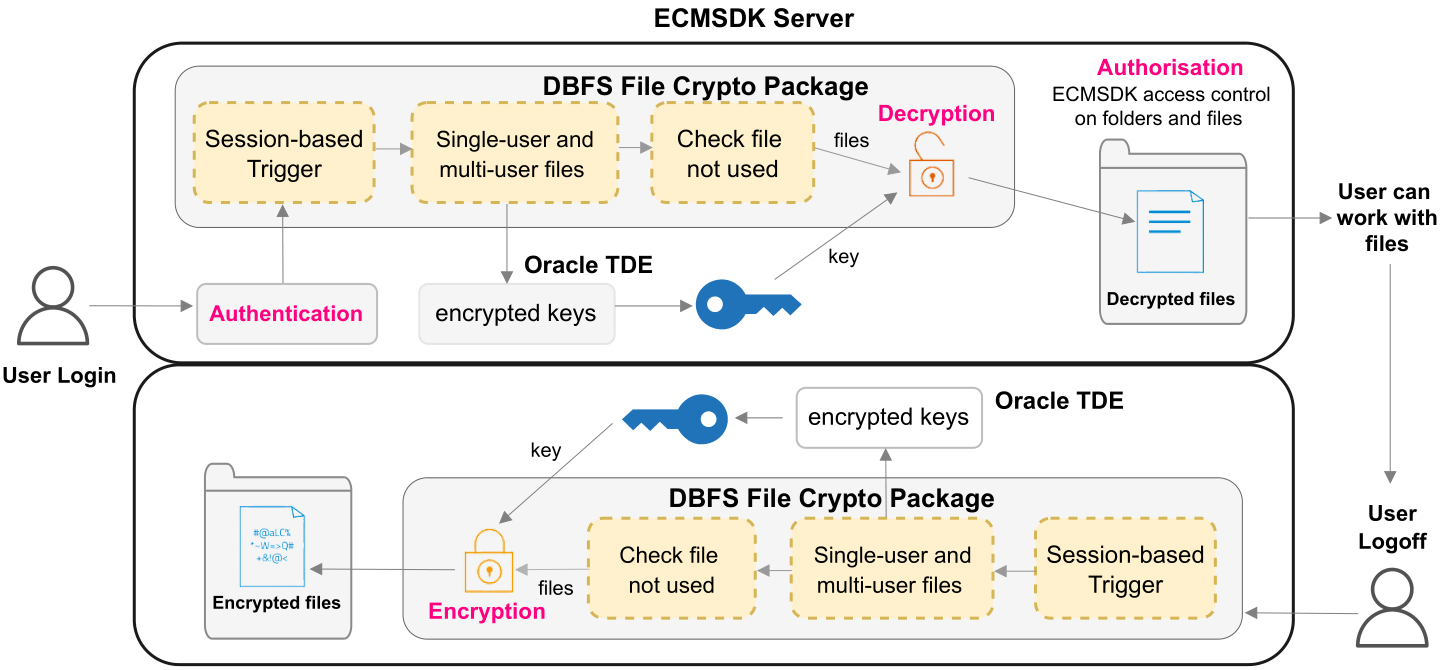 ECMSDK Server
DBFS File Crypto Package
Session-based
Trigger
Single-user and
multi-user files
Check file
not used
files
Decryption
Authorisation
ECMSDK access control
on folders and files
Decrypted files
User can
work with
files
key
Oracle TDE
encrypted keys
Authentication
User Login
encrypted keys
Oracle TDE
key
DBFS File Crypto Package
Encryption
files
Check file
not used
Single-user and
multi-user files
Session-based
Trigger
User
Logoff
#@aLC%
*~W=>Q#
+&!@<
Encrypted files